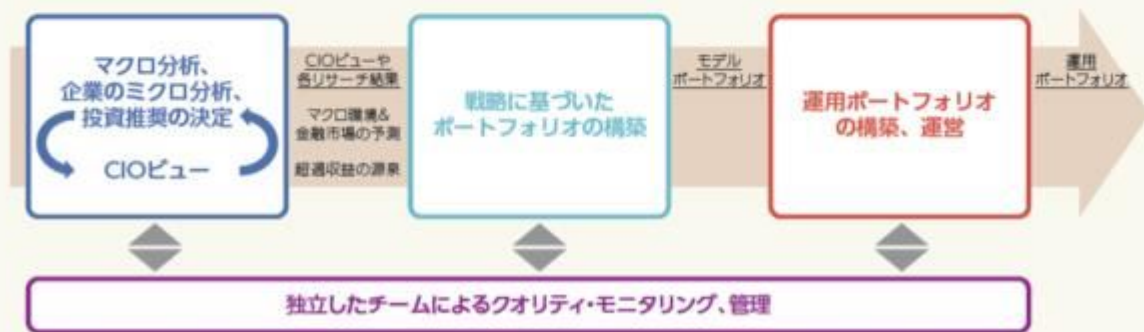 マクロ分析、
企業のミクロ分析、
投資推奨の決定
CIOビュー
CIOビューや
各リサーチ結果
マクロ環境&
金融市場の予測
超過収益の源泉
戦略に基づいた
ポートフォリオの構築
モデル
ポートフォリオ
運用ポートフォリオ
の構築、運営
運用
ポートフォリオ
独立したチームによるクオリティ・モニタリング、管理